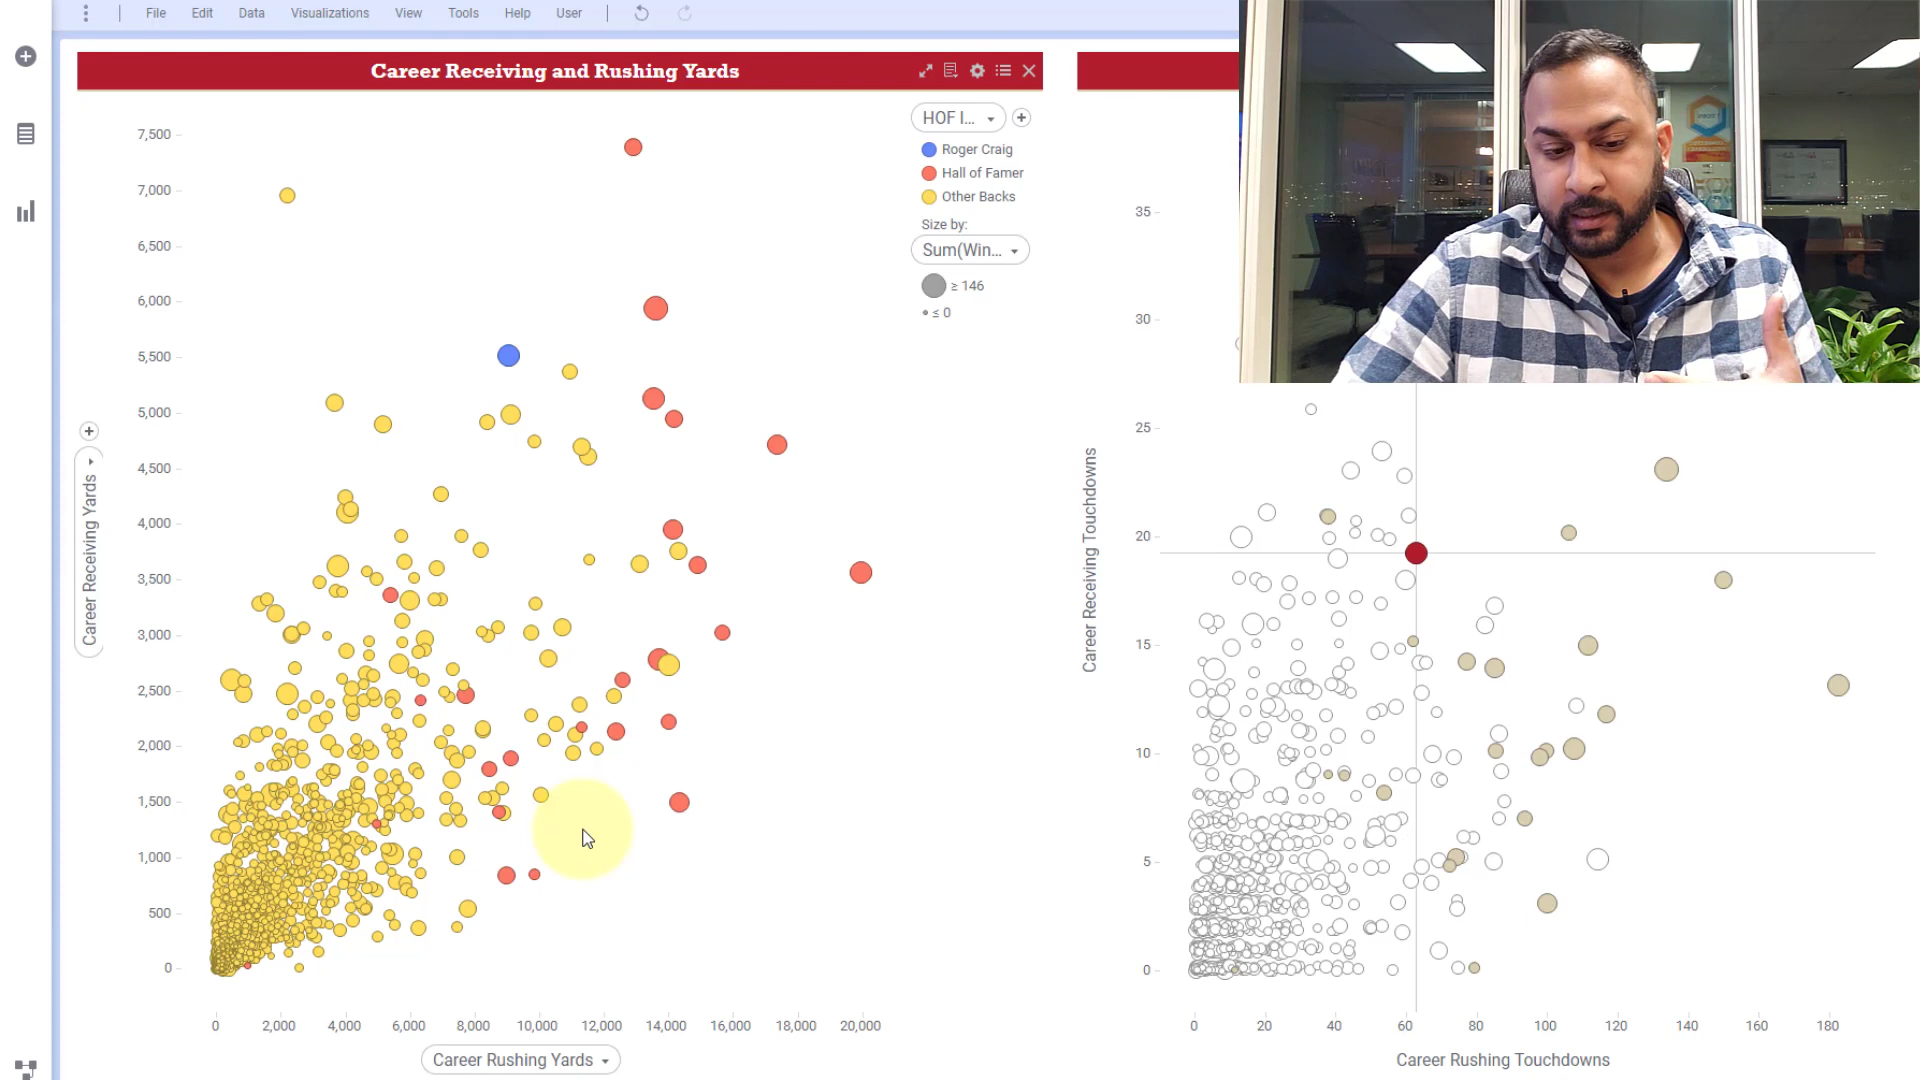 File Edit Data Visualizations View Tools Help User
Career Receiving and Rushing Yards
HOF I...
Roger Craig
Hall of Famer
Other Backs
Size by:
Sum(Win...
≥ 146
≤ 0
7,500
7,000
6,500
6,000
5,500
5,000
4,500
4,000
3,500
3,000
2,500
2,000
1,500
1,000
500
0
Career Receiving Yards
0 2,000 4,000 6,000 8,000 10,000 12,000 14,000 16,000 18,000 20,000
Career Rushing Yards
35
30
25
20
15
10
5
0
Career Receiving Touchdowns
0 20 40 60 80 100 120 140 160 180
Career Rushing Touchdowns